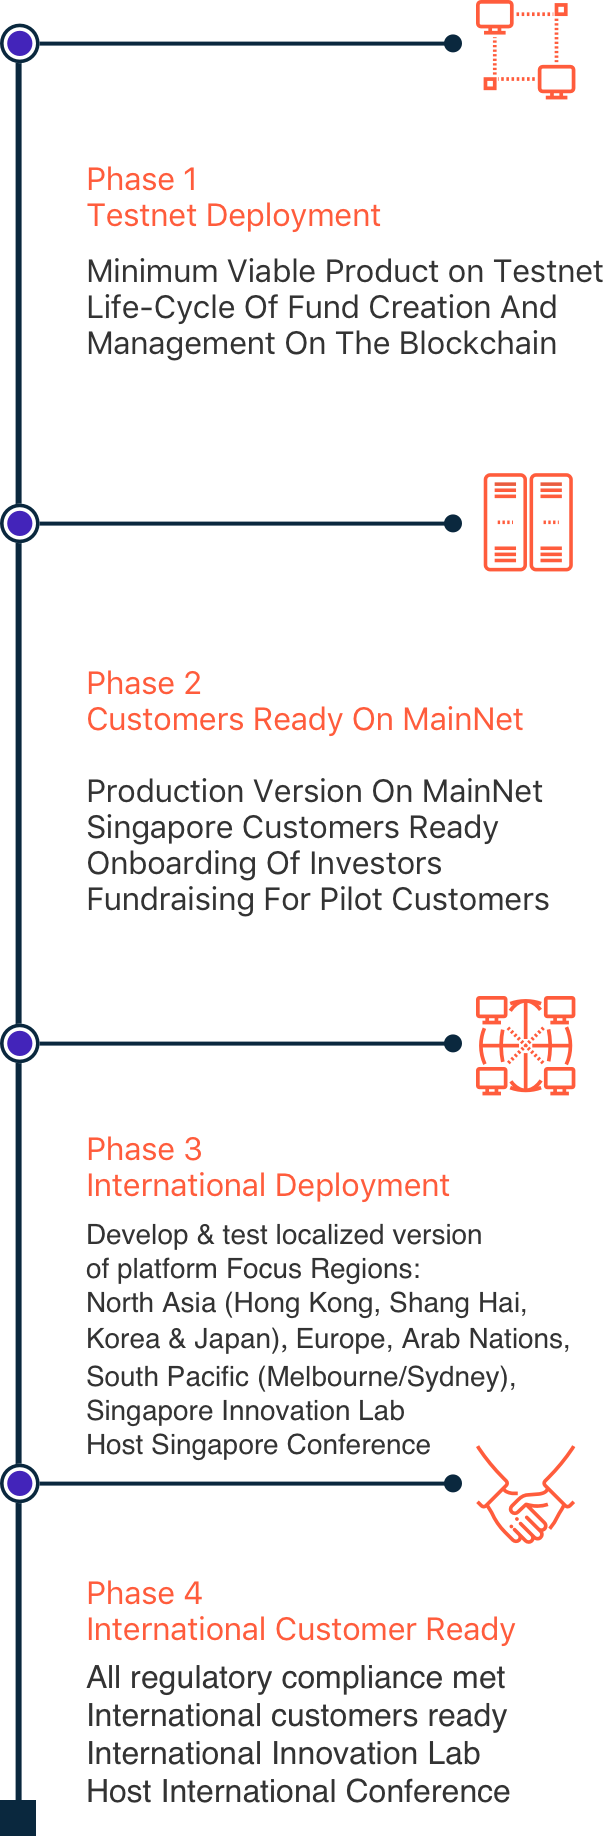 Phase 1
Testnet Deployment
Minimum Viable Product on Testnet
Life-Cycle Of Fund Creation And
Management On The Blockchain
Phase 2
Customers Ready On MainNet
Production Version On MainNet
Singapore Customers Ready
Onboarding Of Investors
Fundraising For Pilot Customers
Phase 3
International Deployment
Develop & test localized version
of platform Focus Regions:
North Asia (Hong Kong, Shang Hai,
Korea & Japan), Europe, Arab Nations,
South Pacific (Melbourne/Sydney),
Singapore Innovation Lab
Host Singapore Conference
Phase 4
International Customer Ready
All regulatory compliance met
International customers ready
International Innovation Lab
Host International Conference